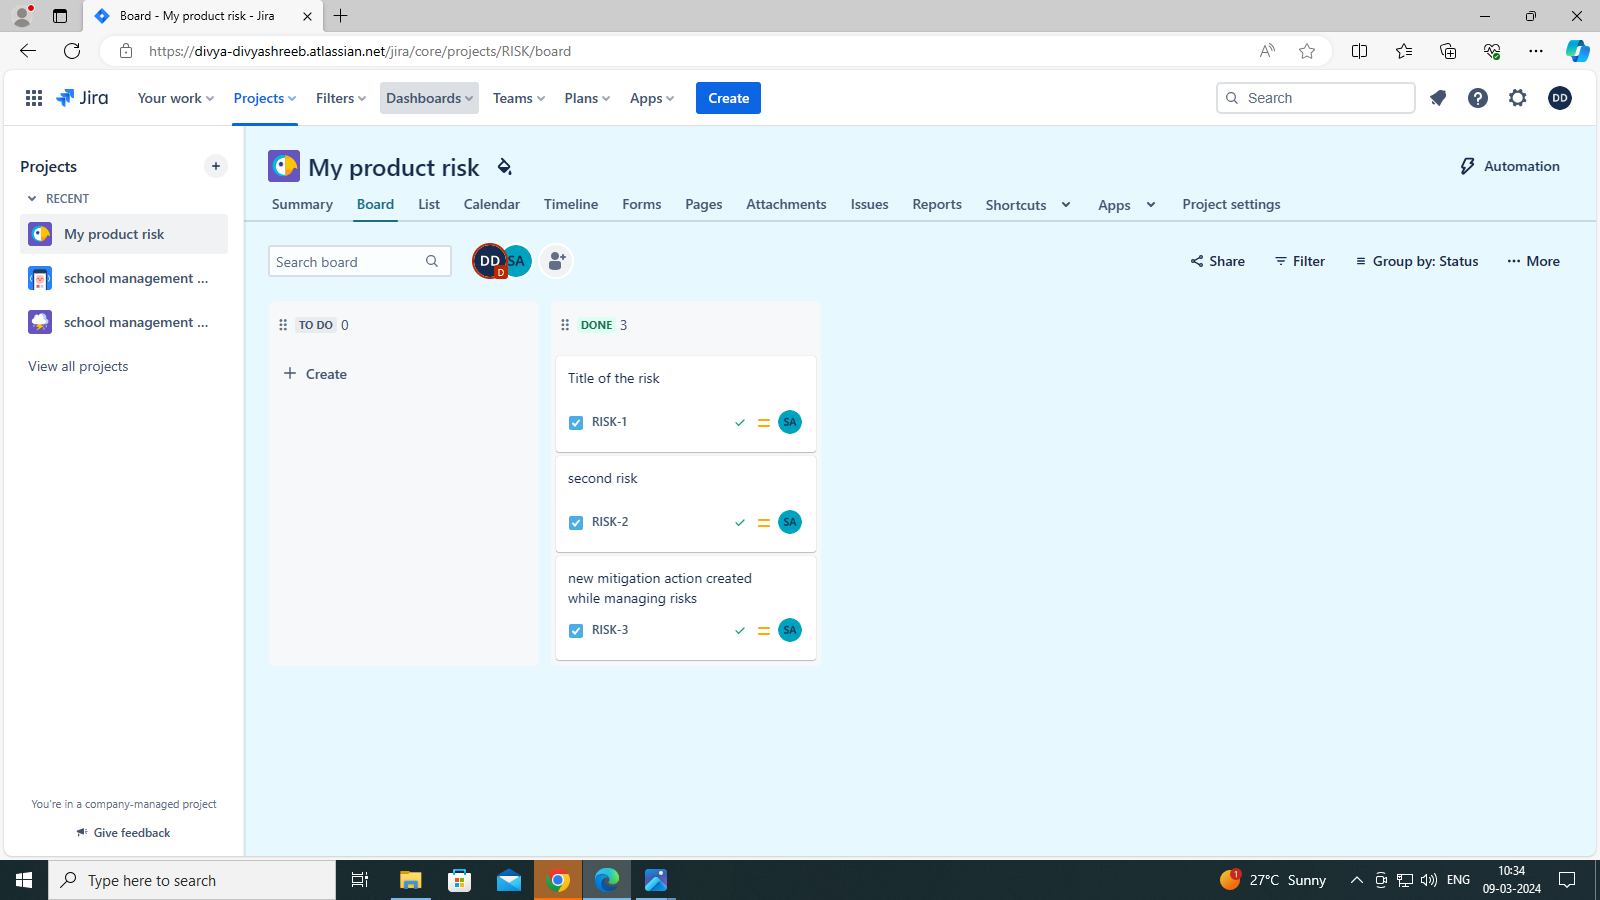 Board - My product risk - Jira
https://divya-divyashreeb.atlassian.net/jira/core/projects/RISK/board
Jira
Your work
Projects
Filters
Dashboards
Teams
Plans
Apps
Create
Search
DD
Projects
RECENT
My product risk
school management ...
school management ...
View all projects
You're in a company-managed project
Give feedback
My product risk
Automation
Summary
Board
List
Calendar
Timeline
Forms
Pages
Attachments
Issues
Reports
Shortcuts
Apps
Project settings
Search board
DD
D
SA
Share
Filter
Group by: Status
More
TO DO 0
Create
DONE 3
Title of the risk
RISK-1
SA
second risk
RISK-2
SA
new mitigation action created
while managing risks
RISK-3
SA
Type here to search
1
27°C Sunny
ENG
10:34
09-03-2024